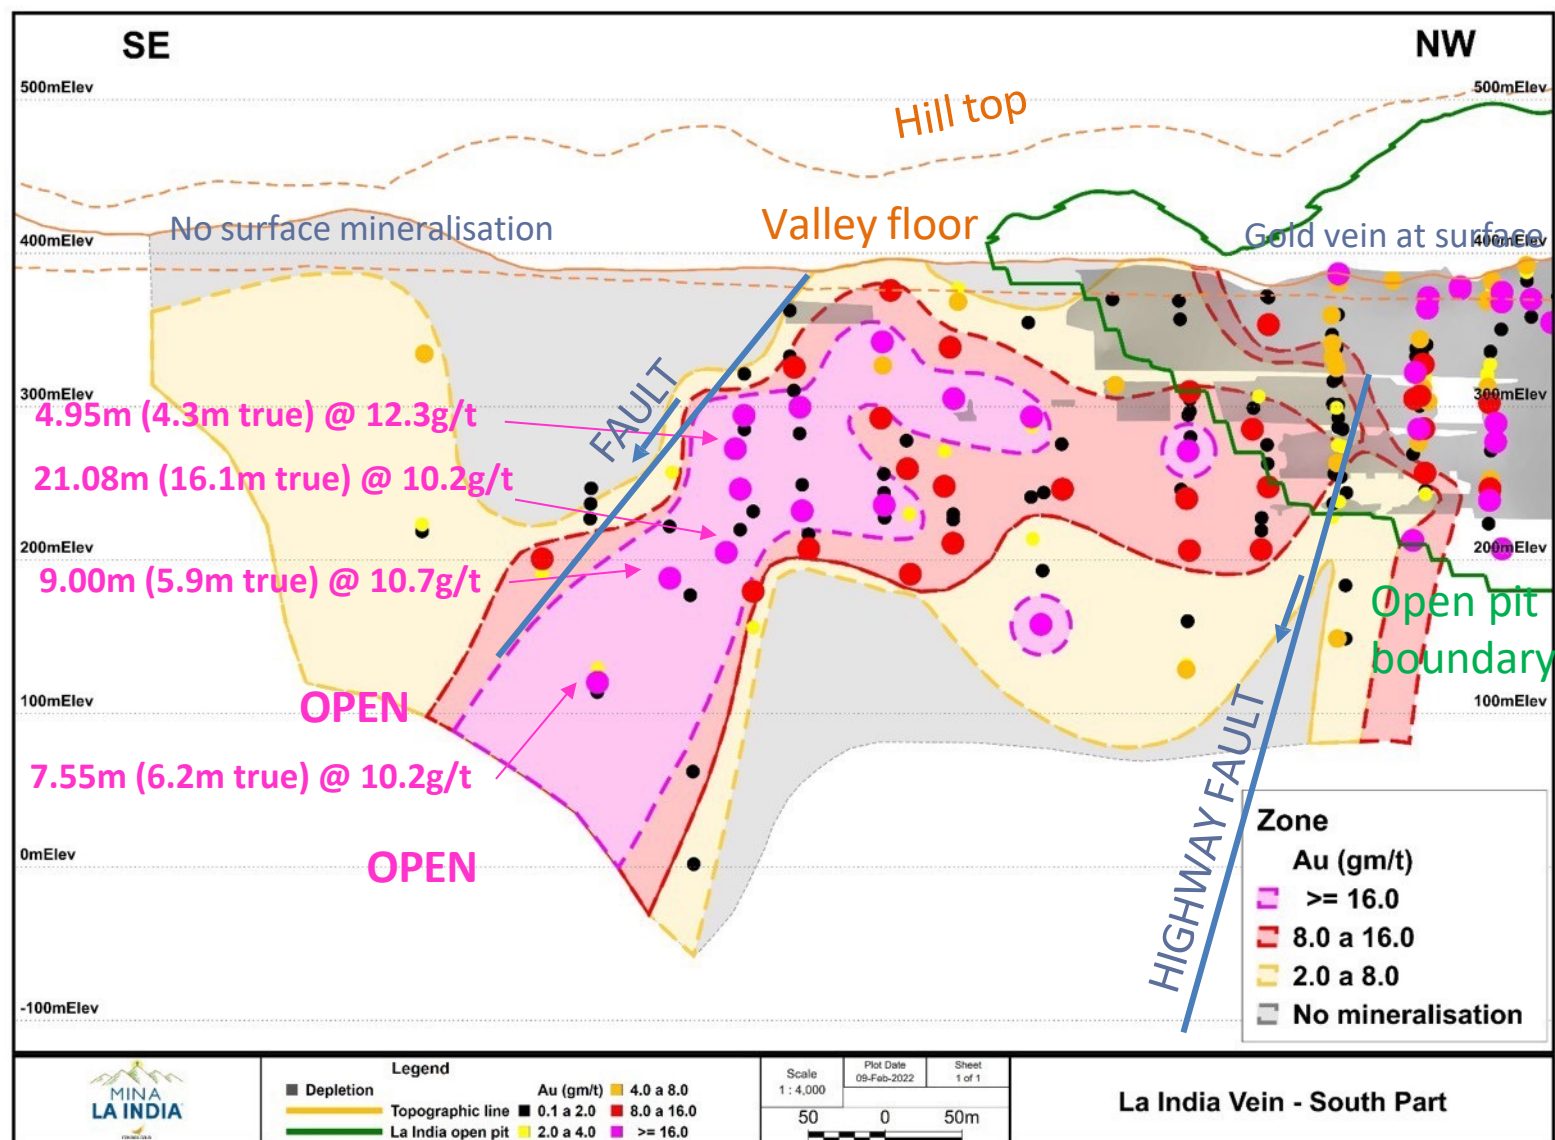 SE
NW
500mElev
500mElev
Hill top
No surface mineralisation
Valley floor
Gold vein at surface
400mElev
400mElev
FAULT
300mElev
300mElev
4.95m (4.3m true) @ 12.3g/t
21.08m (16.1m true) @ 10.2g/t
200mElev
200mElev
9.00m (5.9m true) @ 10.7g/t
Open pit
boundary
OPEN
100mElev
100mElev
7.55m (6.2m true) @ 10.2g/t
HIGHWAY FAULT
OPEN
0mElev
-100mElev
Zone
Au (gm/t)
>= 16.0
8.0 a 16.0
2.0 a 8.0
No mineralisation
MINA
LA INDIA
Legend
Depletion
Topographic line
La India open pit
Au (gm/t)
0.1 a 2.0
2.0 a 4.0
4.0 a 8.0
8.0 a 16.0
>= 16.0
Scale
1 : 4,000
Plot Date
09-Feb-2022
Sheet
1 of 1
50 0 50m
La India Vein - South Part